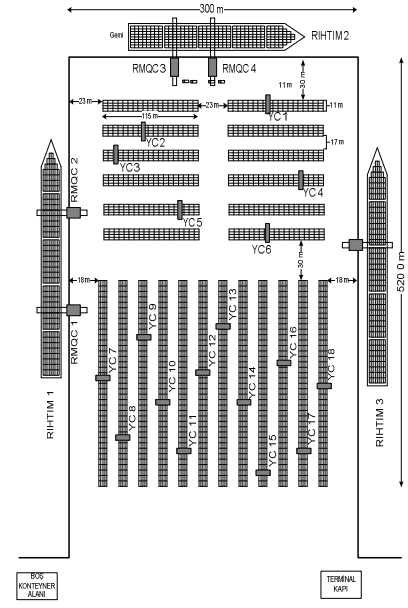 300 m
Gemi
RIHTIM 2
RMQC3
RMQC 4
11 m
30 m
23 m
23 m
YC1
11 m
115 m
YC2
17 m
YC3
YC 4
YC5
YC6
30 m
RMQC 2
RMQC 1
RIHTIM 1
18 m
18 m
520 0 m
YC 7
YC 8
YC 9
YC 10
YC 11
YC 12
YC 13
YC 14
YC 15
YC 16
YC 17
YC 18
RIHTIM 3
BOŞ
KONTEYNER
ALANI
TERMİNAL
KAPI